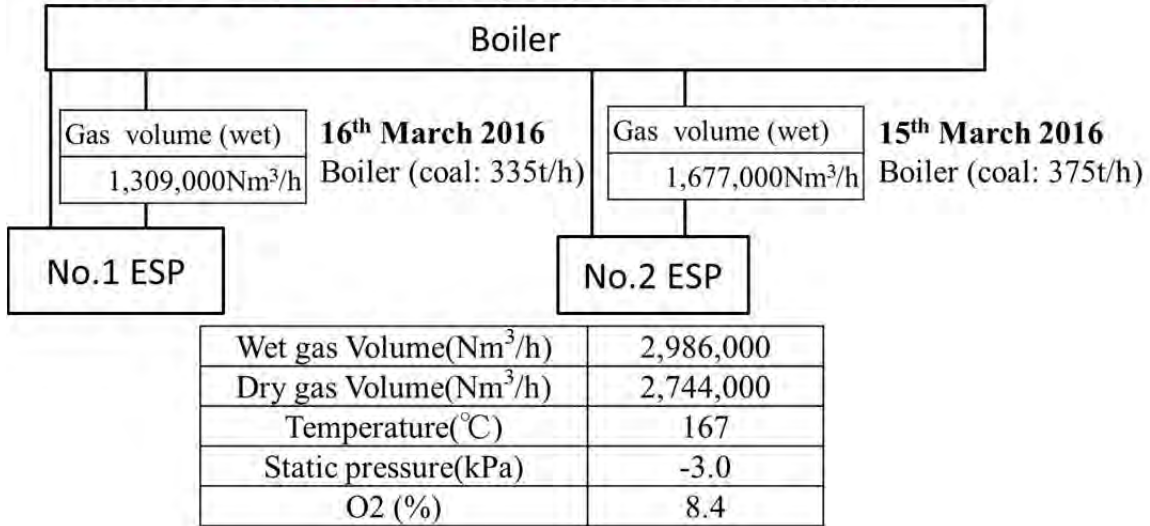 Boiler
Gas volume (wet)
1,309,000Nm³/h
16th March 2016
Boiler (coal: 335t/h)
Gas volume (wet)
1,677,000Nm³/h
15th March 2016
Boiler (coal: 375t/h)
No.1 ESP
No.2 ESP
Wet gas Volume(Nm³/h) 2,986,000
Dry gas Volume(Nm³/h) 2,744,000
Temperature(℃) 167
Static pressure(kPa) -3.0
O2 (%) 8.4